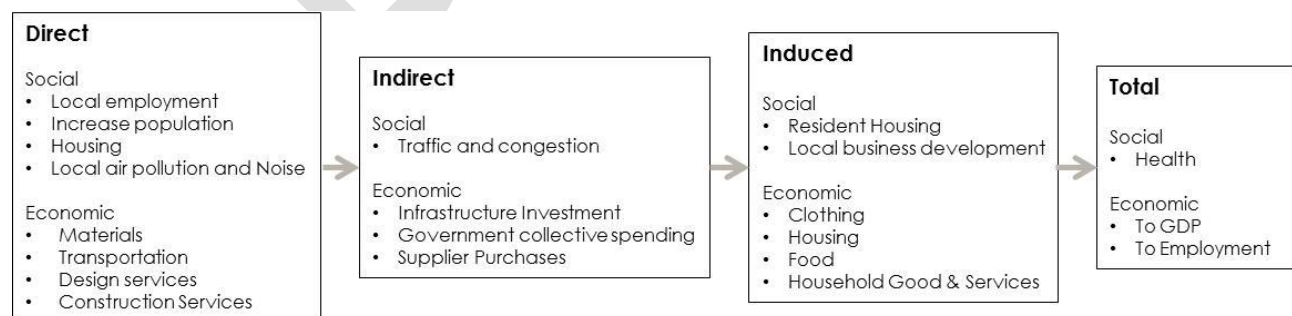 Direct
Social
• Local employment
• Increase population
• Housing
• Local air pollution and Noise
Economic
• Materials
• Transportation
• Design services
• Construction Services
Indirect
Social
• Traffic and congestion
Economic
• Infrastructure Investment
• Government collective spending
• Supplier Purchases
Induced
Social
• Resident Housing
• Local business development
Economic
• Clothing
• Housing
• Food
• Household Good & Services
Total
Social
• Health
Economic
• To GDP
• To Employment